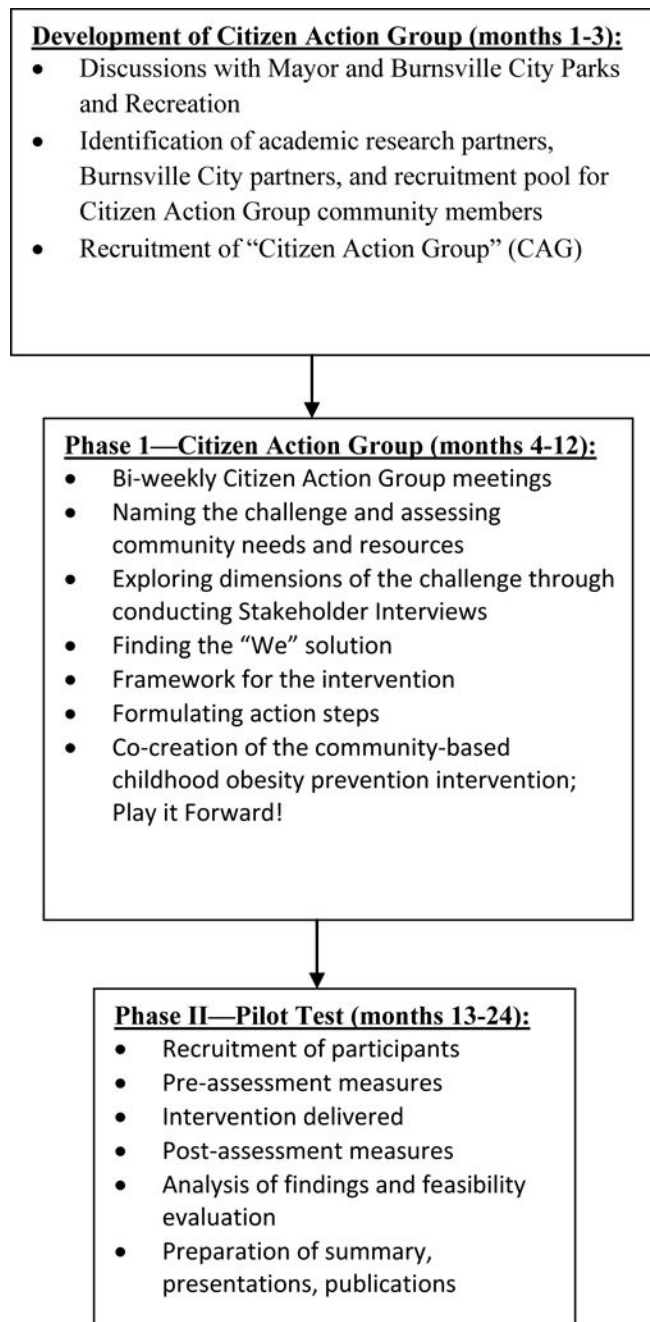 Development of Citizen Action Group (months 1-3):
• Discussions with Mayor and Burnsville City Parks
and Recreation
• Identification of academic research partners,
Burnsville City partners, and recruitment pool for
Citizen Action Group community members
• Recruitment of “Citizen Action Group” (CAG)
Phase 1—Citizen Action Group (months 4-12):
• Bi-weekly Citizen Action Group meetings
• Naming the challenge and assessing
community needs and resources
• Exploring dimensions of the challenge through
conducting Stakeholder Interviews
• Finding the “We” solution
• Framework for the intervention
• Formulating action steps
• Co-creation of the community-based
childhood obesity prevention intervention;
Play it Forward!
Phase II—Pilot Test (months 13-24):
• Recruitment of participants
• Pre-assessment measures
• Intervention delivered
• Post-assessment measures
• Analysis of findings and feasibility
evaluation
• Preparation of summary,
presentations, publications